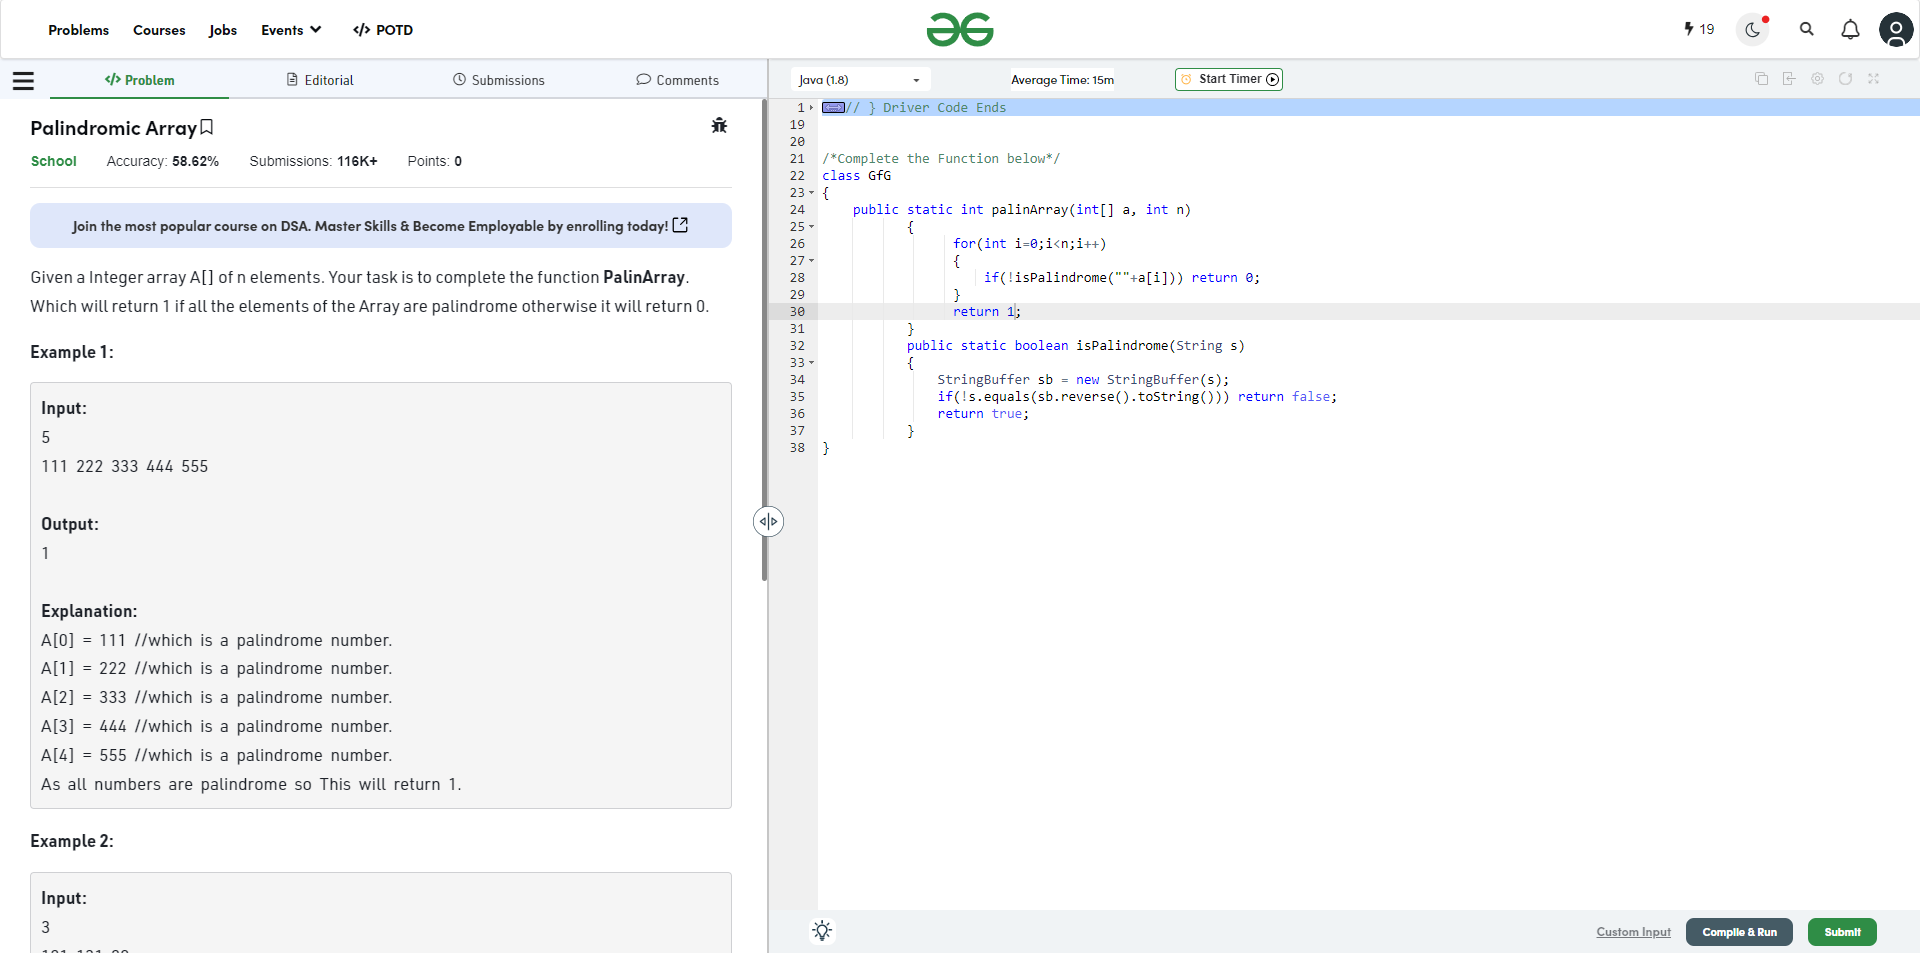 Problems Courses Jobs Events </> POTD
19
</> Problem Editorial Submissions Comments
Palindromic Array
School Accuracy: 58.62% Submissions: 116K+ Points: 0
Join the most popular course on DSA. Master Skills & Become Employable by enrolling today!
Given a Integer array A[] of n elements. Your task is to complete the function PalinArray.
Which will return 1 if all the elements of the Array are palindrome otherwise it will return 0.
Example 1:
Input:
5
111 222 333 444 555
Output:
1
Explanation:
A[0] = 111 //which is a palindrome number.
A[1] = 222 //which is a palindrome number.
A[2] = 333 //which is a palindrome number.
A[3] = 444 //which is a palindrome number.
A[4] = 555 //which is a palindrome number.
As all numbers are palindrome so This will return 1.
Example 2:
Input:
3
Java (1.8) Average Time: 15m Start Timer
1 // } Driver Code Ends
19
20
21 /*Complete the Function below*/
22 class GfG
23 {
24 public static int palinArray(int[] a, int n)
25 {
26 for(int i=0;i<n;i++)
27 {
28 if(!isPalindrome(""+a[i])) return 0;
29 }
30 return 1;
31 }
32 public static boolean isPalindrome(String s)
33 {
34 StringBuffer sb = new StringBuffer(s);
35 if(!s.equals(sb.reverse().toString())) return false;
36 return true;
37 }
38 }
Custom Input Compile & Run Submit